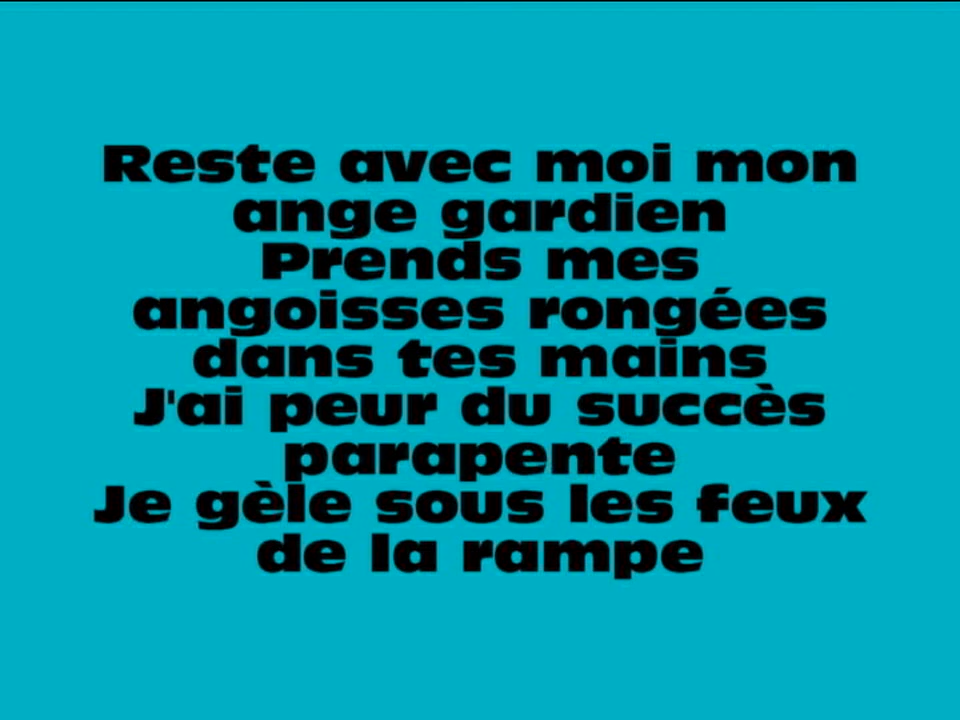 Reste avec moi mon
ange gardien
Prends mes
angoisses rongées
dans tes mains
J'ai peur du succès
parapente
Je gèle sous les feux
de la rampe